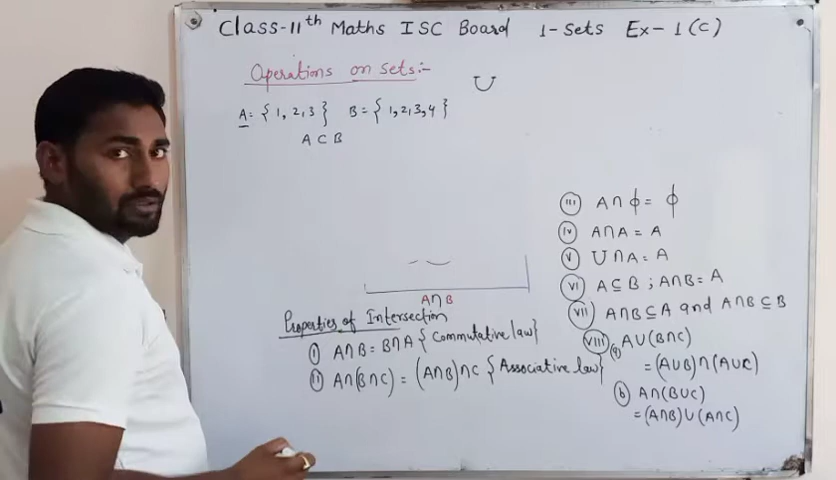 Class-11th Maths ISC Board 1-Sets Ex-1(c)
Operations on sets:-
∪
A = { 1, 2, 3 } B = { 1, 2, 3, 4 }
A ⊂ B
A∩B
Properties of Intersection
(i) A∩B = B∩A { Commutative law }
(ii) A∩(B∩C) = (A∩B)∩C { Associative law }
(iii) A∩ϕ = ϕ
(iv) A∩A = A
(v) U∩A = A
(vi) A⊆B ; A∩B = A
(vii) A∩B⊆A and A∩B⊆B
(viii) (a) A∪(B∩C)
= (A∪B)∩(A∪C)
(b) A∩(B∪C)
= (A∩B)∪(A∩C)